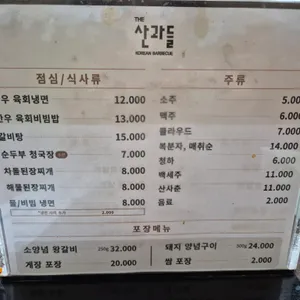 THE
산과들
KOREAN BARBECUE
점심/식사류
우 육회냉면 12.000
한우 육회비빔밥 13.000
갈비탕 15.000
순두부 청국장 7.000
차돌된장찌개 8.000
해물된장찌개 8.000
물/비빔 냉면 8.000
주류
소주 5.00
맥주 6.000
클라우드 7.000
복분자, 매취순 14.000
청하 6.000
백세주 11.000
산사춘 11.000
음료 2.000
포장메뉴
소양념 왕갈비 250g 32.000
게장 포장 20.000
돼지 양념구이 300g 24.000
쌈 포장 2.000